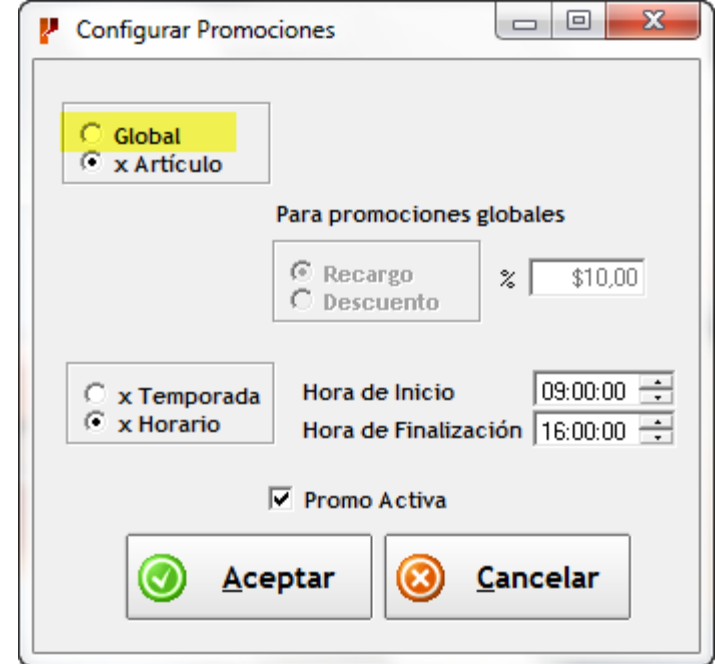 Configurar Promociones
Global
x Artículo
Para promociones globales
Recargo
Descuento
% $10,00
x Temporada
x Horario
Hora de Inicio 09:00:00
Hora de Finalización 16:00:00
Promo Activa
Aceptar
Cancelar